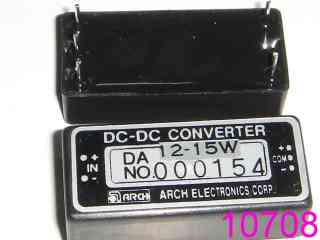 DC-DC CONVERTER
DA 12-15W
+ IN -
NO.000154
+ COM -
ARCH ARCH ELECTRONICS CORP.
10708